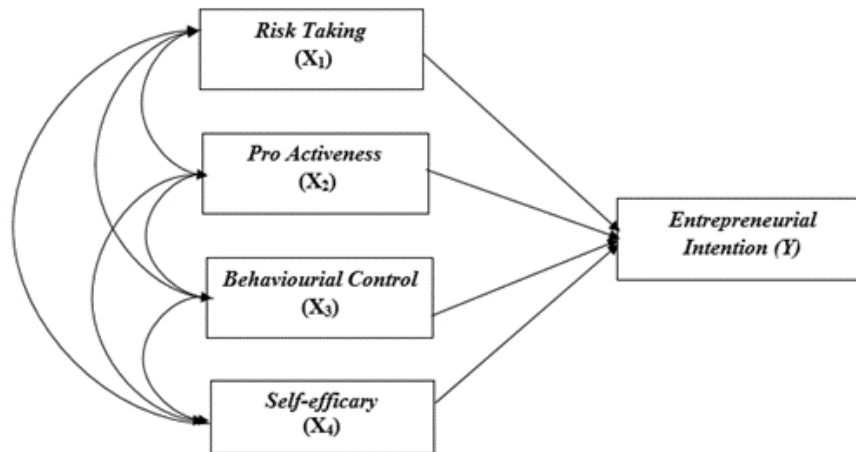 Risk Taking
(X₁)
Pro Activeness
(X₂)
Entrepreneurial
Intention (Y)
Behaviourial Control
(X₃)
Self-efficary
(X₄)